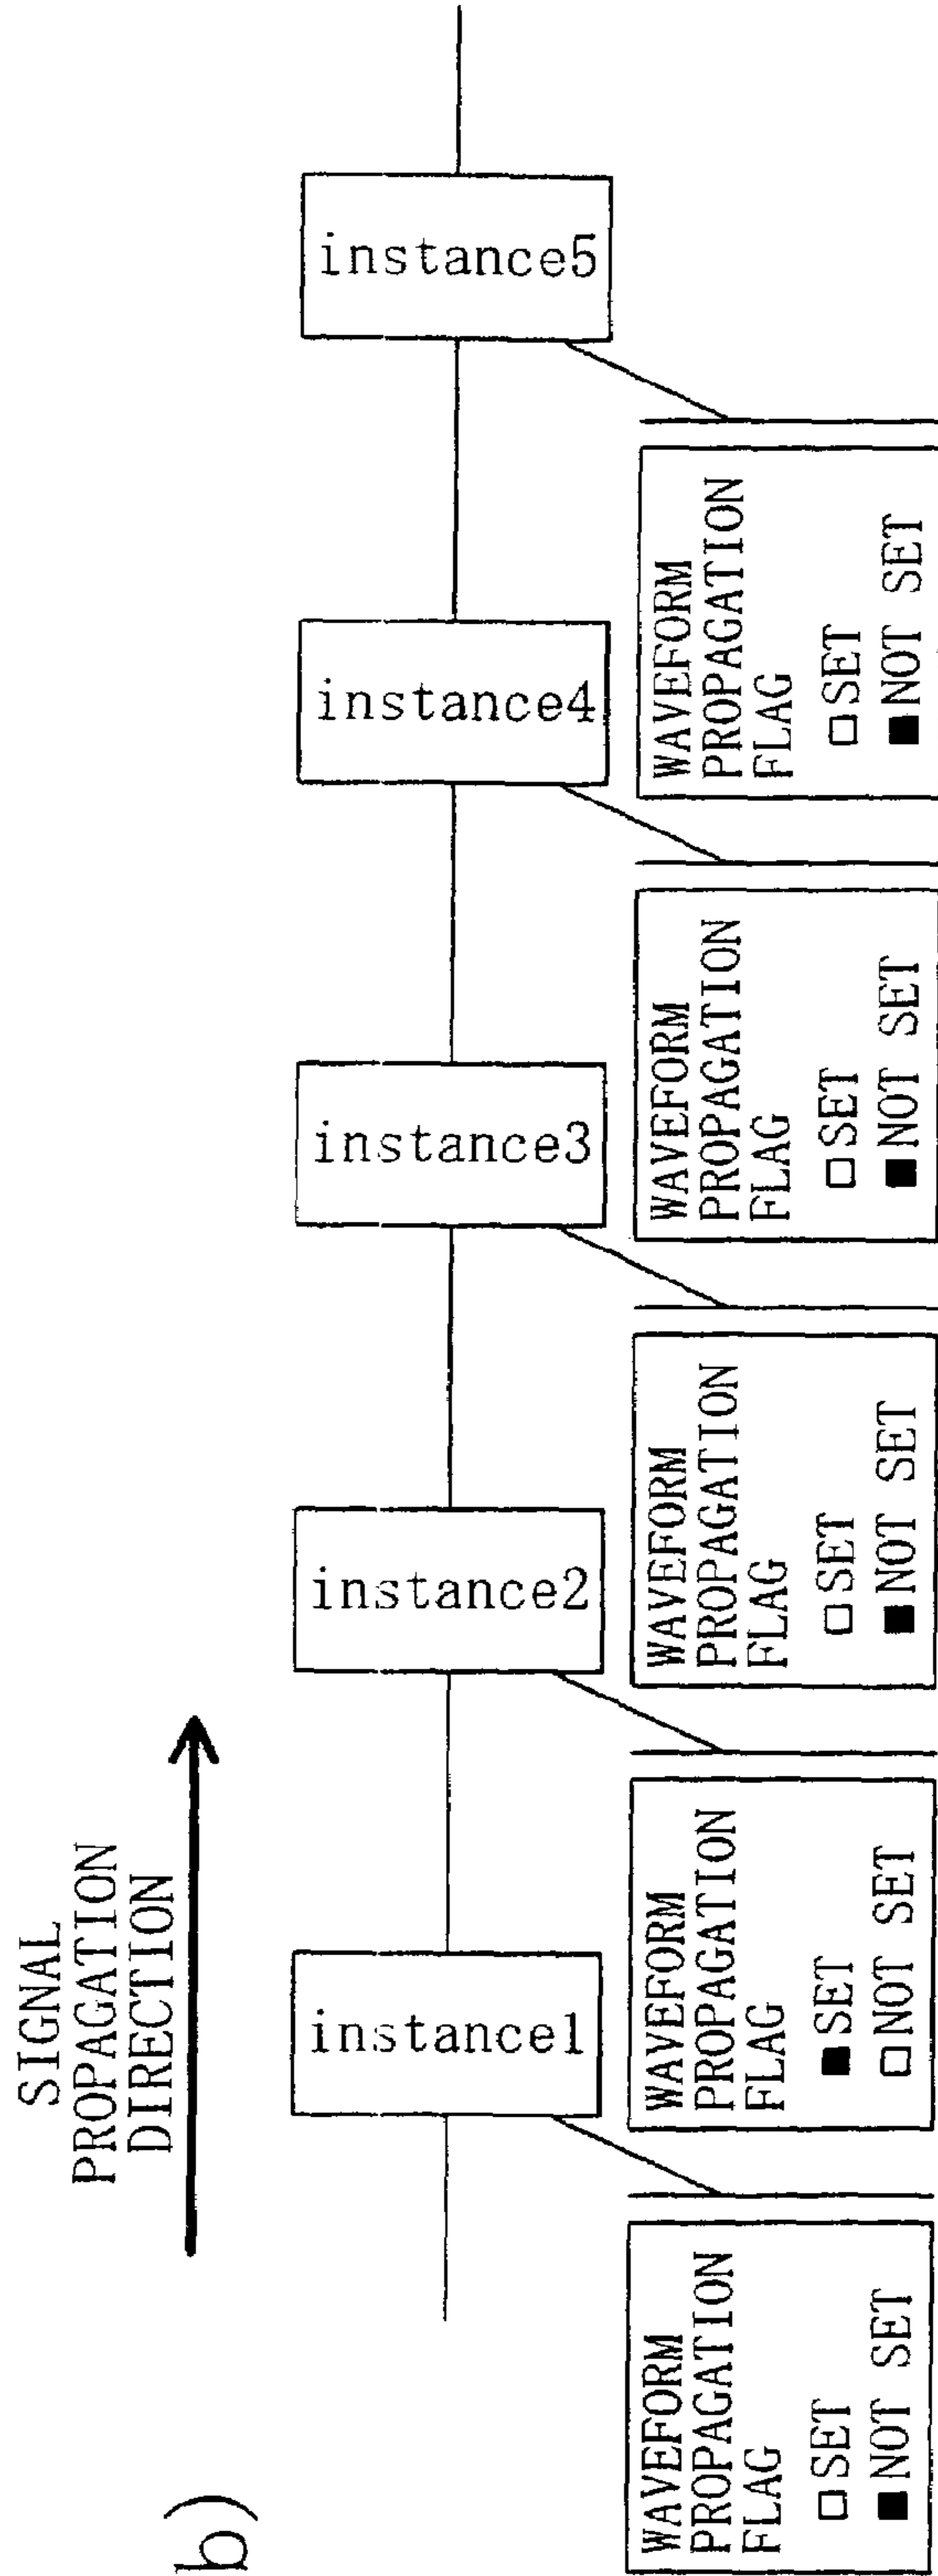 b)
SIGNAL
PROPAGATION
DIRECTION
instance1
instance2
instance3
instance4
instance5
WAVEFORM
PROPAGATION
FLAG
□SET
■NOT SET
WAVEFORM
PROPAGATION
FLAG
■SET
□NOT SET
WAVEFORM
PROPAGATION
FLAG
□SET
■NOT SET
WAVEFORM
PROPAGATION
FLAG
□SET
■NOT SET
WAVEFORM
PROPAGATION
FLAG
□SET
■NOT SET